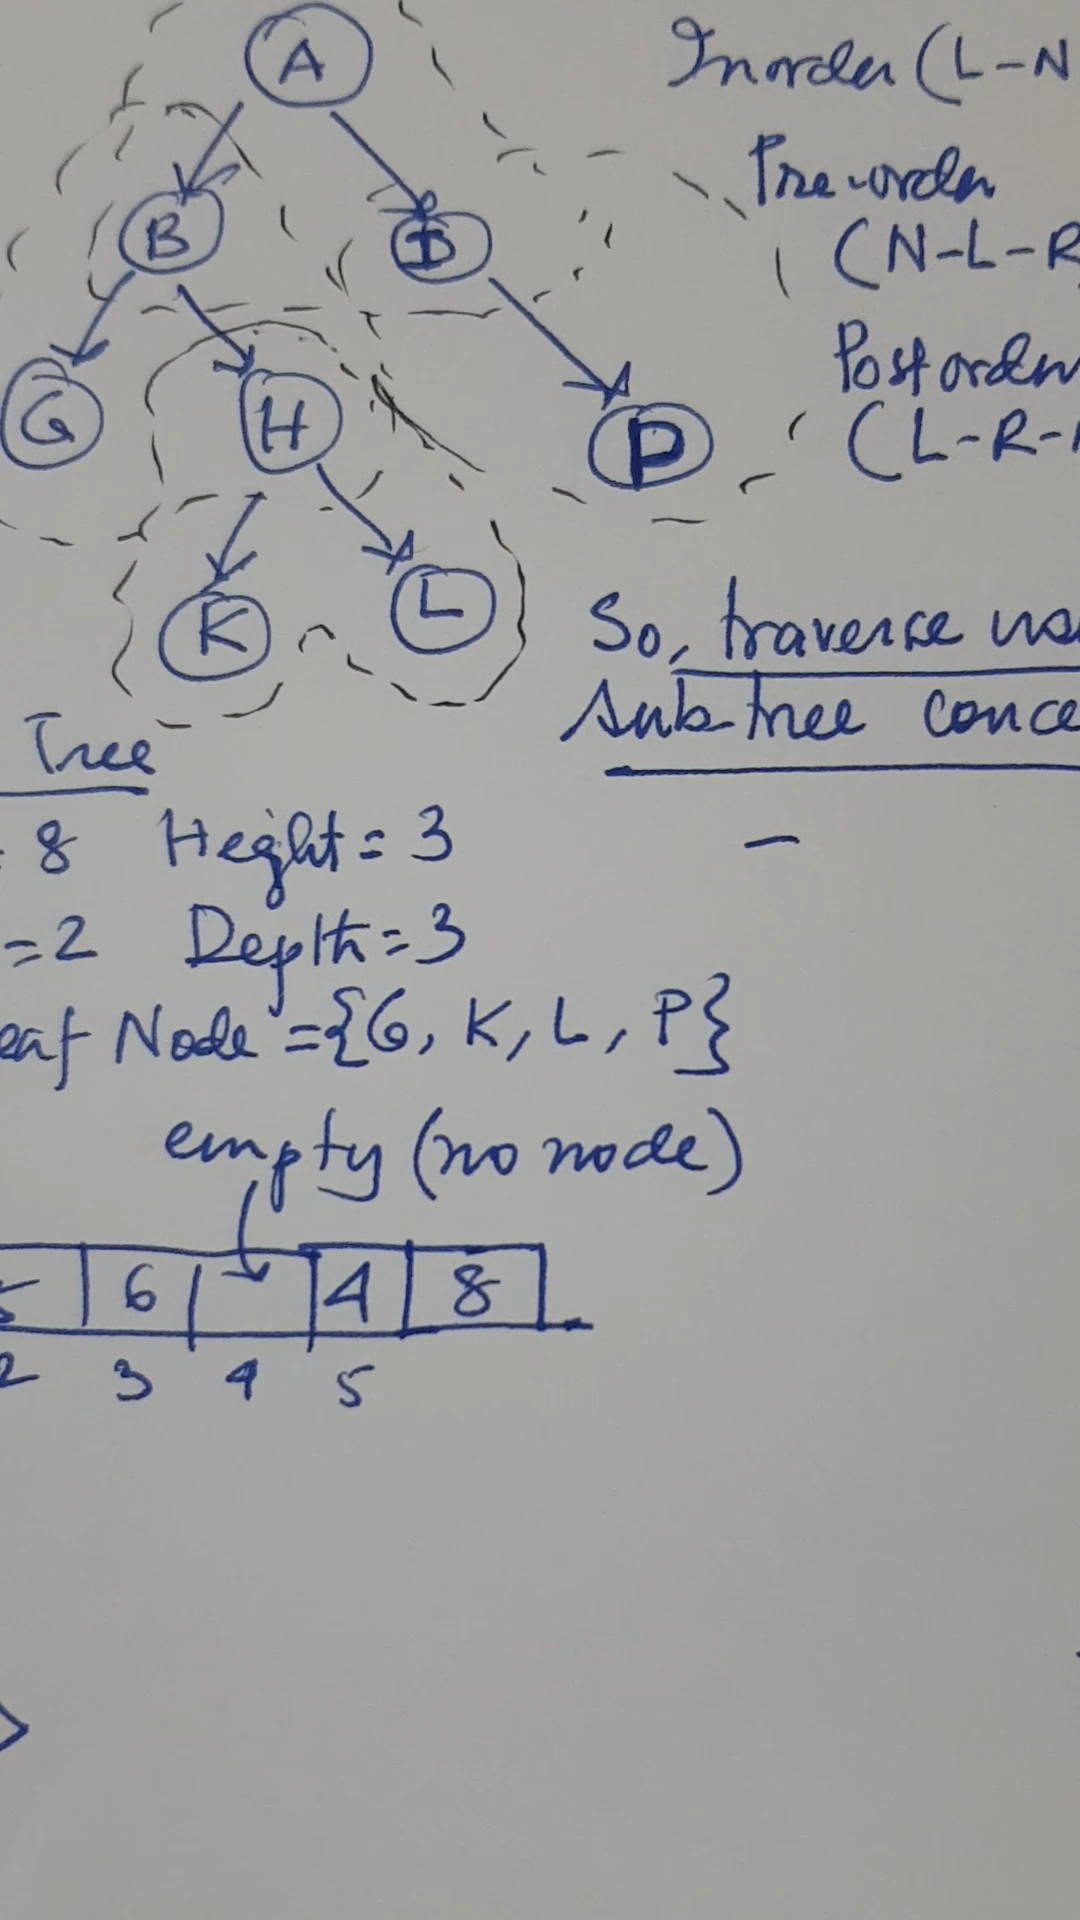 A
Inorder (L-N
Pre-order
B
D
(N-L-R
Postorder
G
H
P
(L-R-
K
L
So, traverse
Sub-tree conce
Tree
8 Height = 3
=2 Depth = 3
eaf Node = {G, K, L, P}
empty (no node)
6 4 8
2 3 4 5